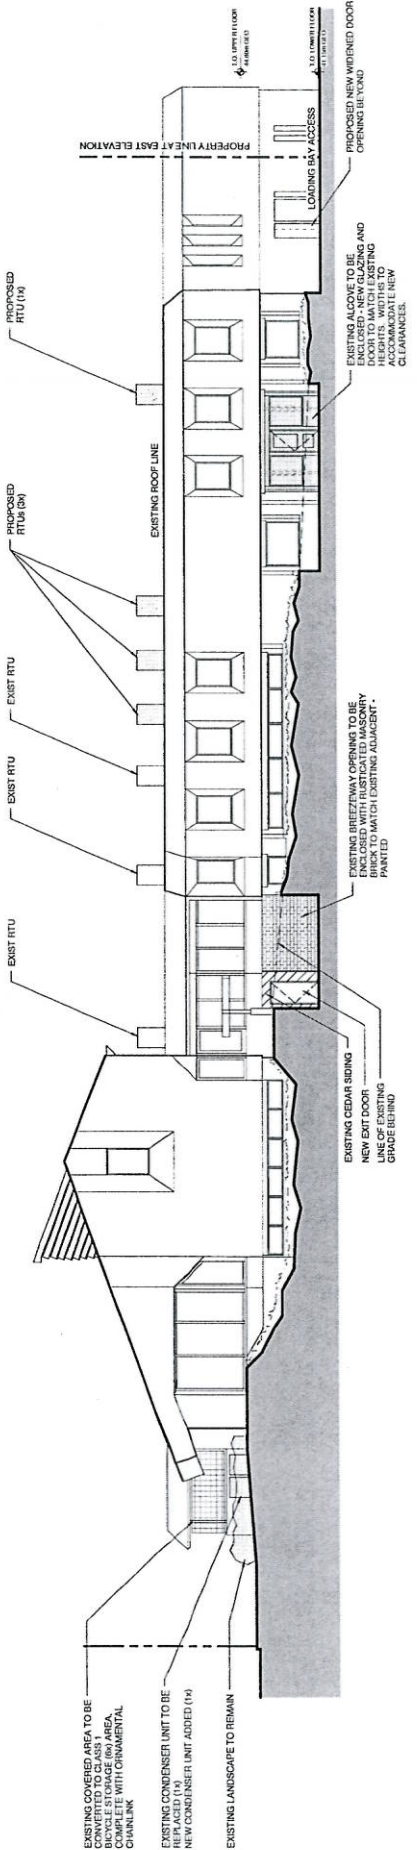 EXISTING COVERED AREA TO BE
CONVERTED TO CLASS 1
BICYCLE STORAGE (6x) AREA,
COMPLETE WITH ORNAMENTAL
CHAINLINK
EXISTING CONDENSER UNIT TO BE
REPLACED (1x)
NEW CONDENSER UNIT ADDED (1x)
EXISTING LANDSCAPE TO REMAIN
EXIST RTU
EXIST RTU
EXIST RTU
PROPOSED
RTUs (3x)
PROPOSED
RTU (1x)
EXISTING ROOF LINE
PROPERTY LINE AT EAST ELEVATION
T.O. UPPER FLOOR
T.O. LOWER FLOOR
LOADING BAY ACCESS
EXISTING CEDAR SIDING
NEW EXIT DOOR
LINE OF EXISTING
GRADE BEHIND
EXISTING BREEZEWAY OPENING TO BE
ENCLOSED WITH RUSTICATED MASONRY
BRICK TO MATCH EXISTING ADJACENT -
PAINTED
EXISTING ALCOVE TO BE
ENCLOSED - NEW GLAZING AND
DOOR TO MATCH EXISTING
HEIGHTS. WIDTHS TO
ACCOMMODATE NEW
CLEARANCES.
PROPOSED NEW WIDENED DOOR
OPENING BEYOND